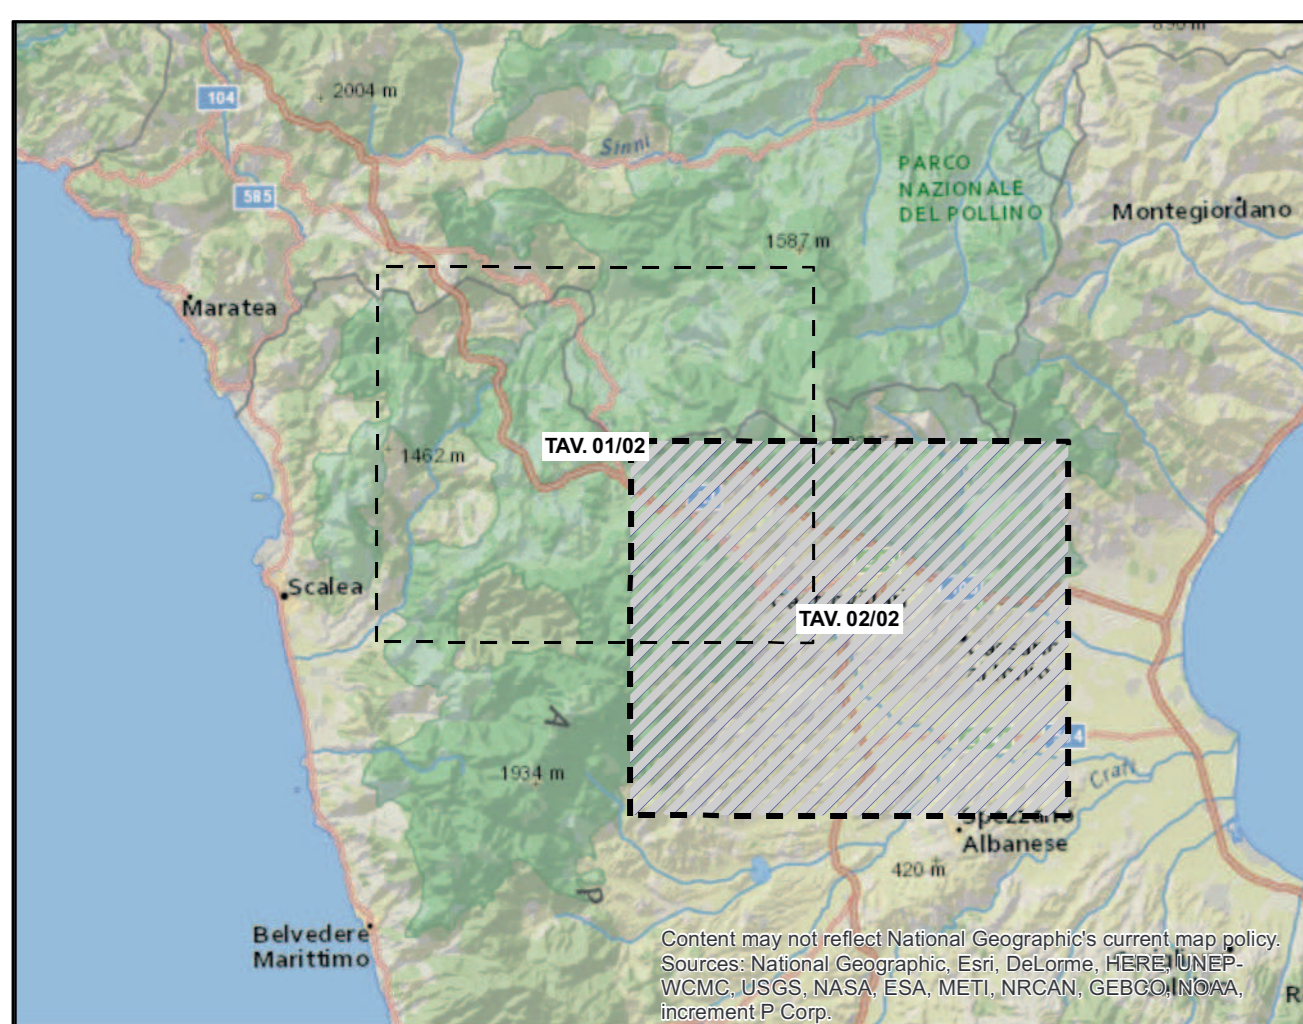 2004 m
104
Sinni
585
PARCO
NAZIONALE
DEL POLLINO
Montegiordano
1587 m
Maratea
TAV. 01/02
1462 m
Scalea
TAV. 02/02
A
1934 m
4
Crati
Spezzano
Albanese
420 m
P
Belvedere
Marittimo
Content may not reflect National Geographic's current map policy.
Sources: National Geographic, Esri, DeLorme, HERE, UNEP-
WCMC, USGS, NASA, ESA, METI, NRCAN, GEBCO, NOAA,
increment P Corp.
R